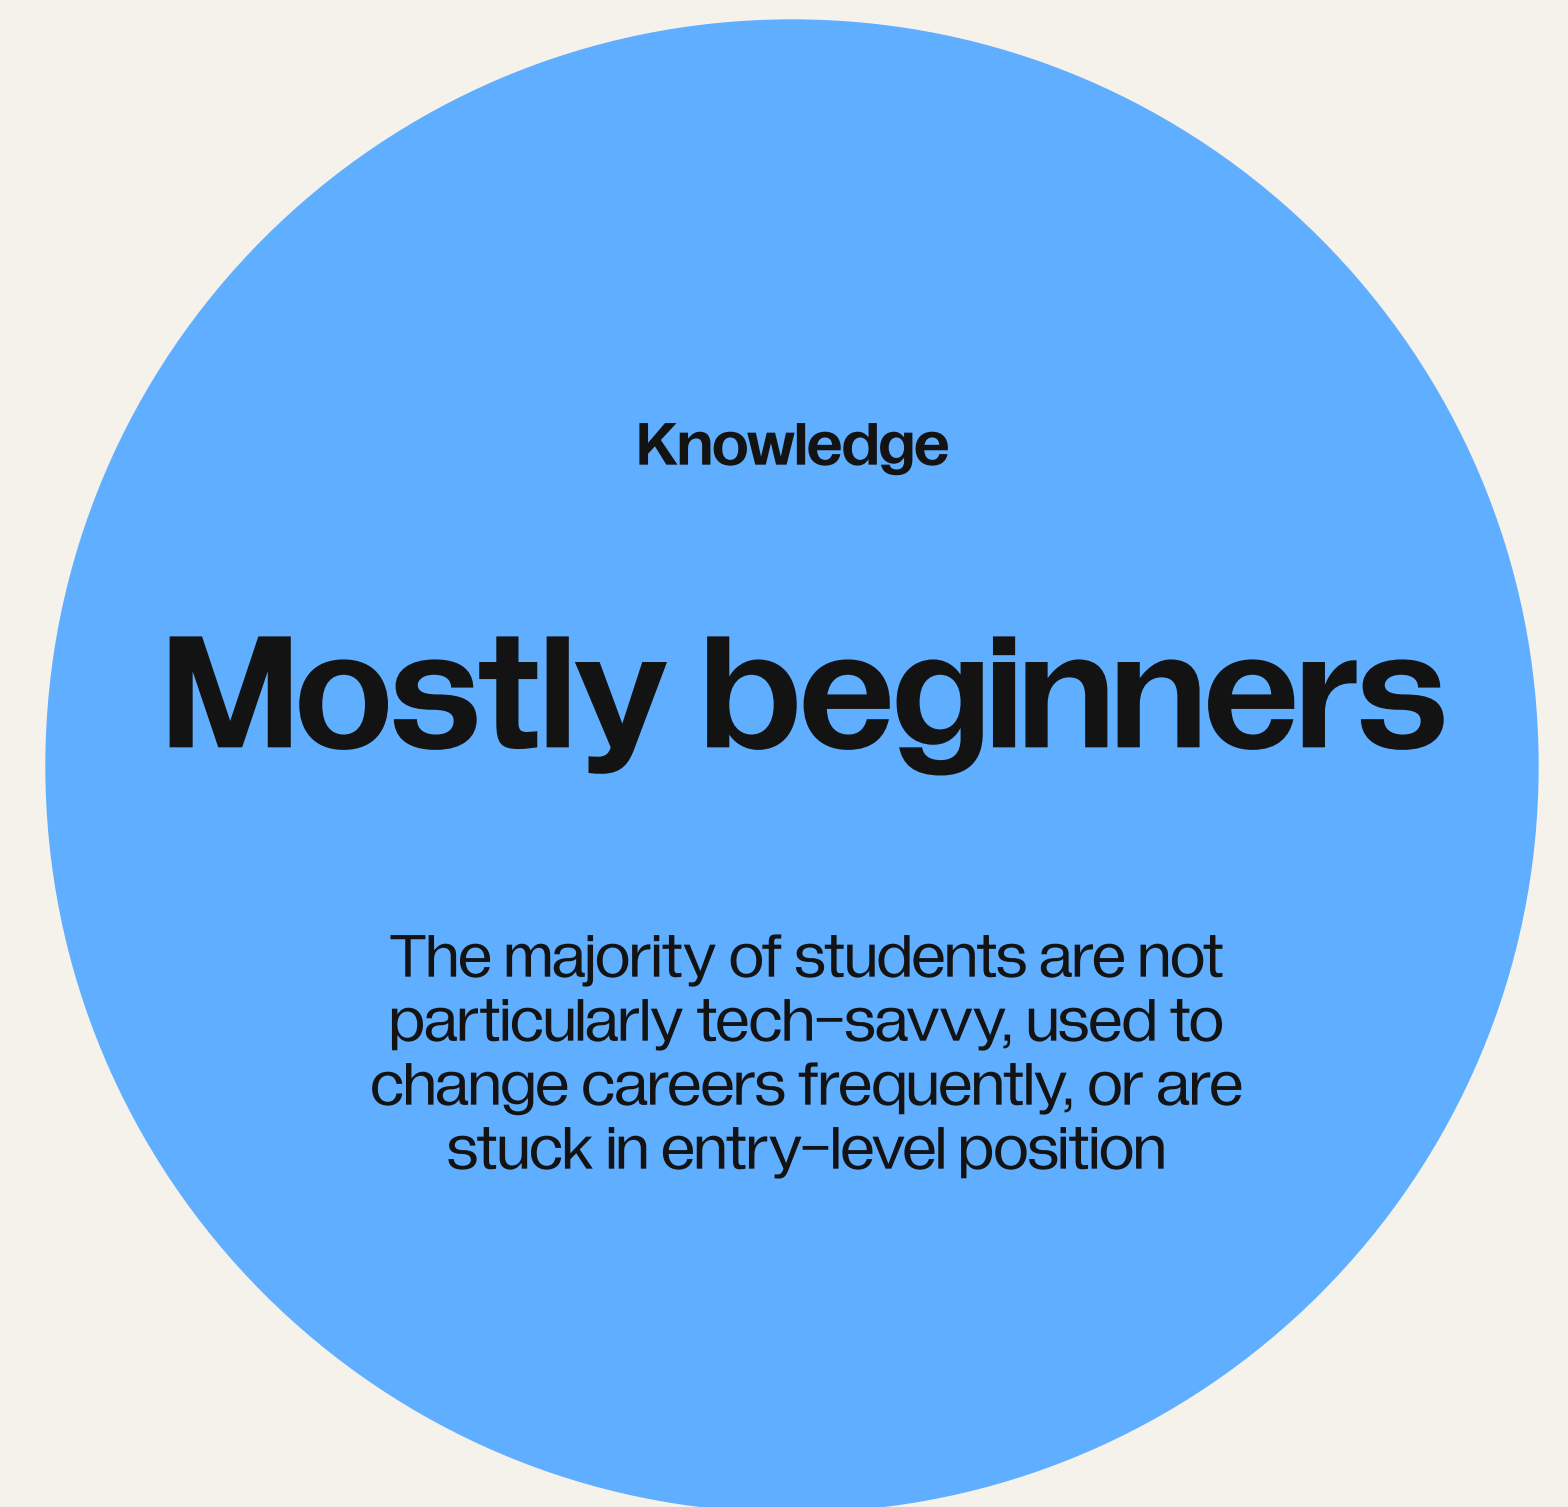 Knowledge
Mostly beginners
The majority of students are not
particularly tech-savvy, used to
change careers frequently, or are
stuck in entry-level position